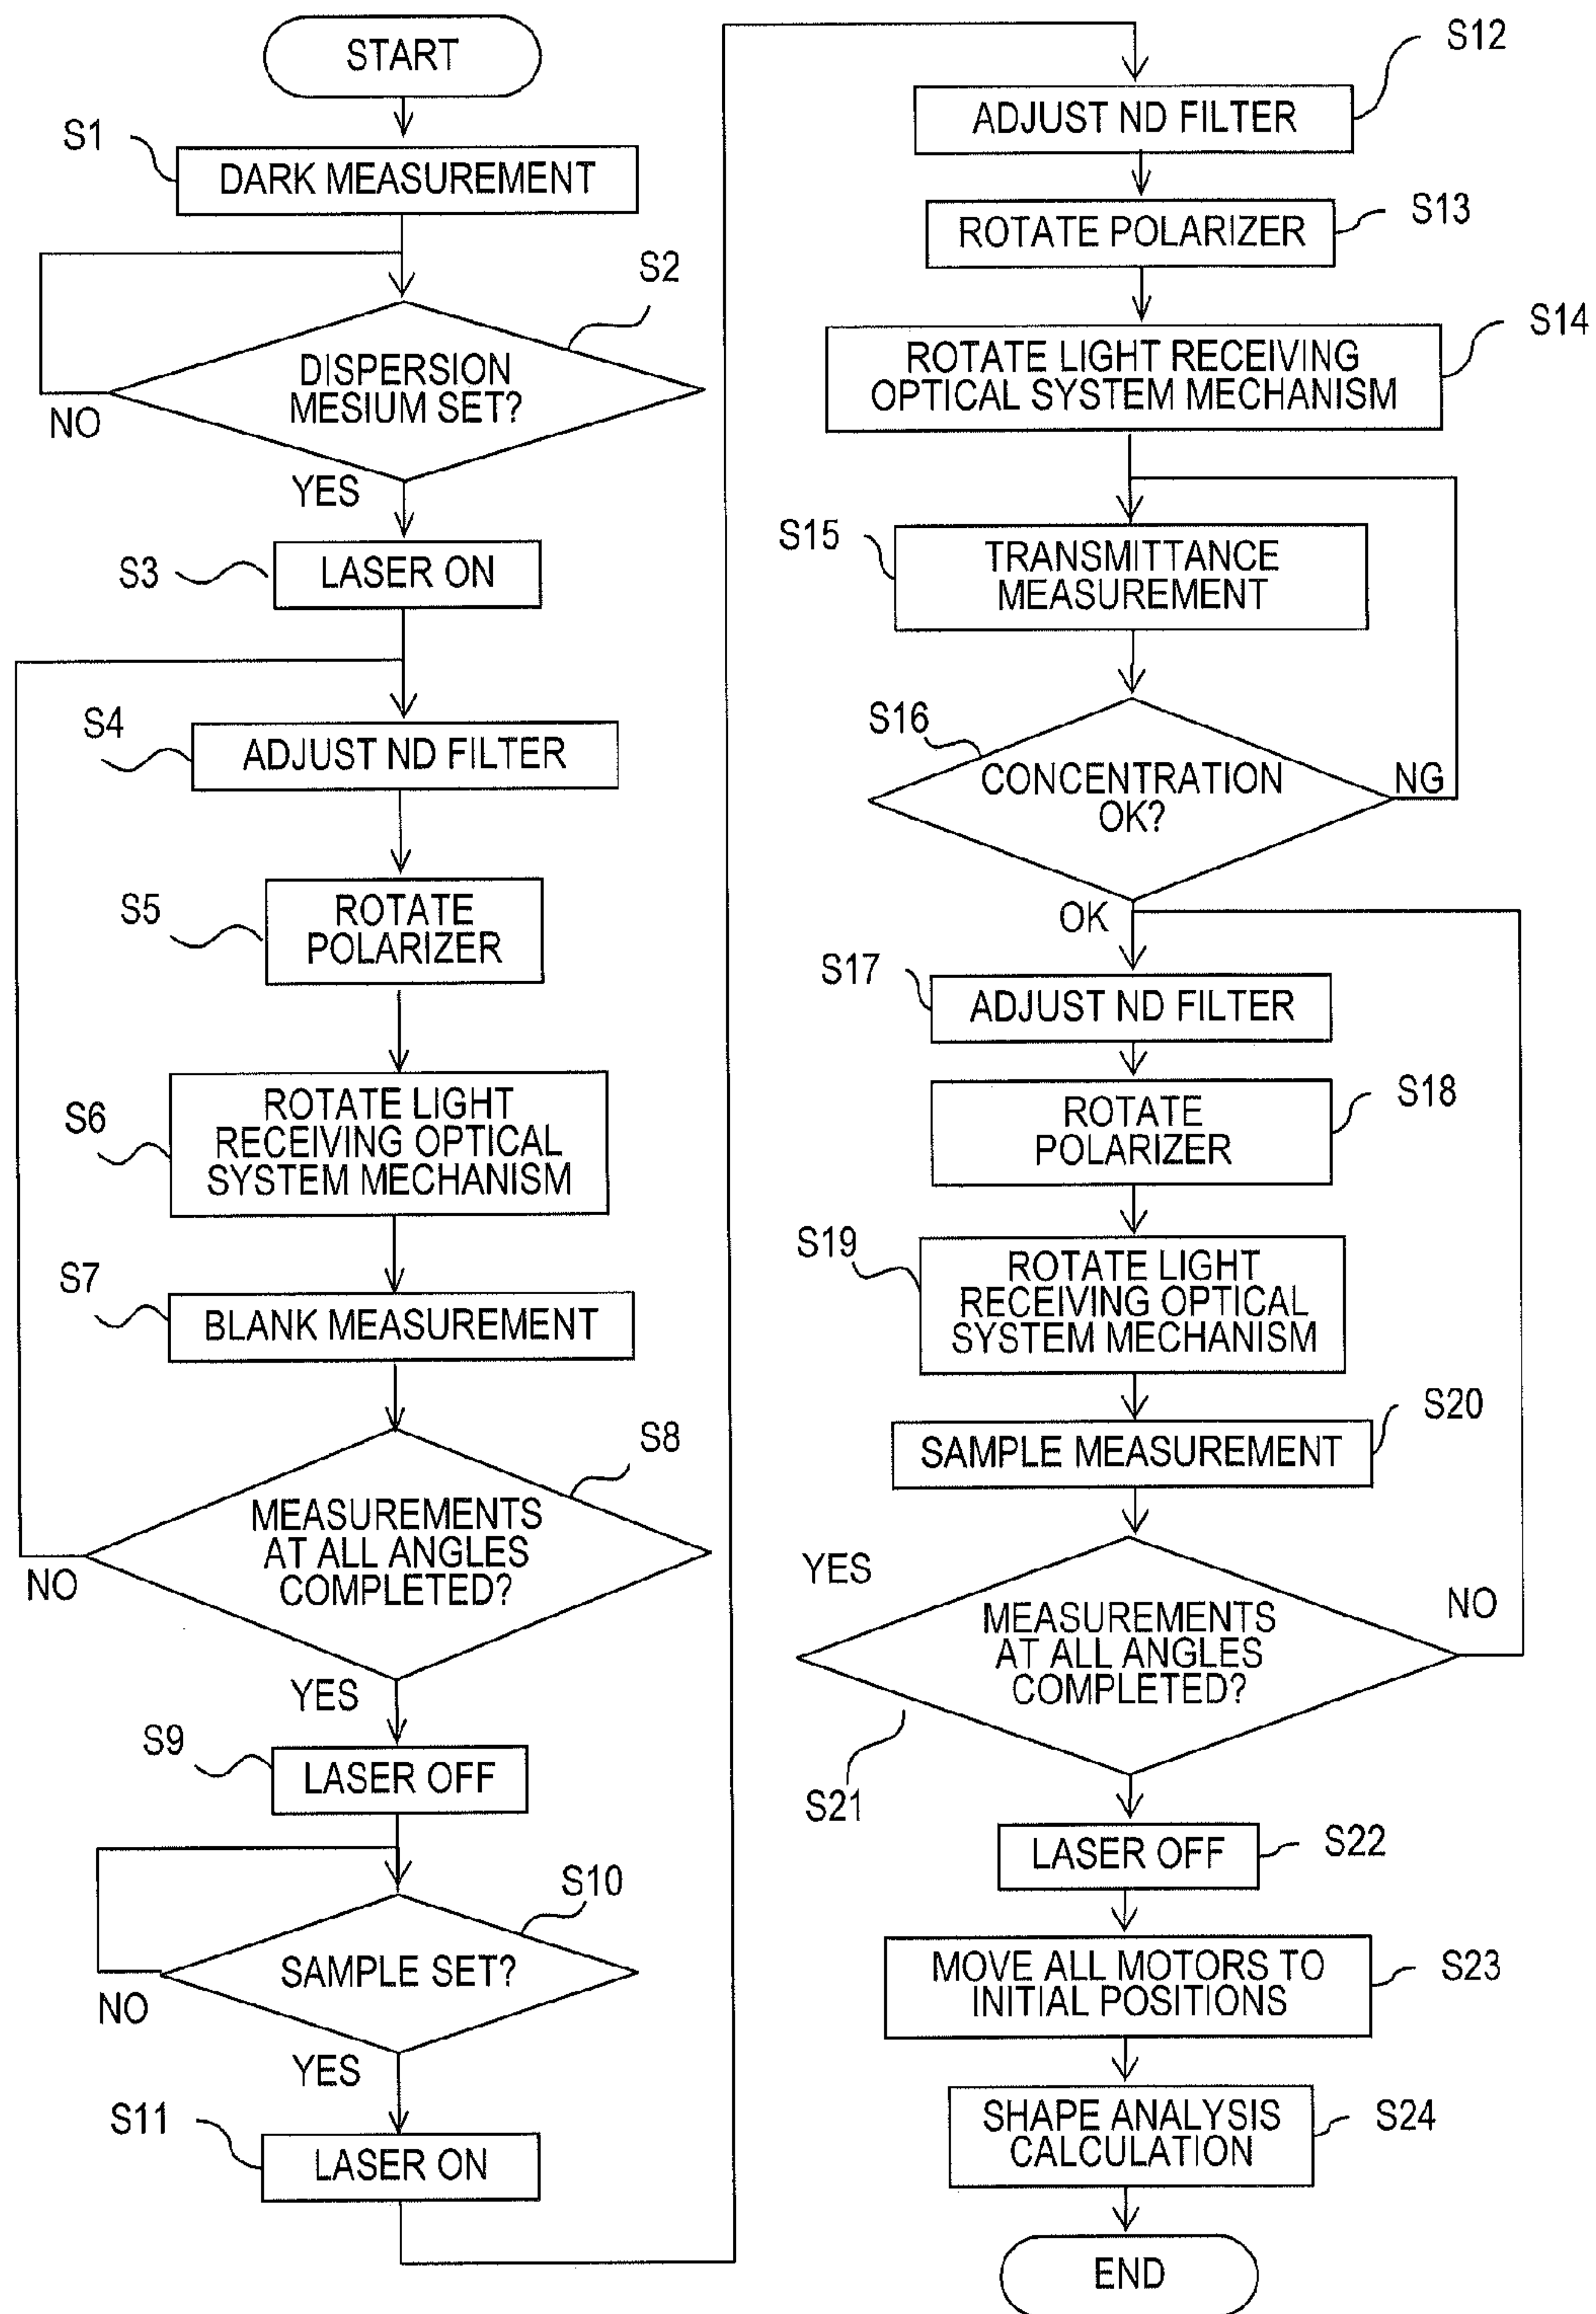 START
S1
DARK MEASUREMENT
S2
DISPERSION
MESIUM SET?
NO
YES
S3
LASER ON
S4
ADJUST ND FILTER
S5
ROTATE
POLARIZER
S6
ROTATE LIGHT
RECEIVING OPTICAL
SYSTEM MECHANISM
S7
BLANK MEASUREMENT
S8
MEASUREMENTS
AT ALL ANGLES
COMPLETED?
NO
YES
S9
LASER OFF
S10
SAMPLE SET?
NO
YES
S11
LASER ON
S12
ADJUST ND FILTER
S13
ROTATE POLARIZER
S14
ROTATE LIGHT RECEIVING
OPTICAL SYSTEM MECHANISM
S15
TRANSMITTANCE
MEASUREMENT
S16
CONCENTRATION
OK?
NG
OK
S17
ADJUST ND FILTER
S18
ROTATE
POLARIZER
S19
ROTATE LIGHT
RECEIVING OPTICAL
SYSTEM MECHANISM
S20
SAMPLE MEASUREMENT
YES
NO
MEASUREMENTS
AT ALL ANGLES
COMPLETED?
S21
LASER OFF
S22
MOVE ALL MOTORS TO
INITIAL POSITIONS
S23
SHAPE ANALYSIS
CALCULATION
S24
END